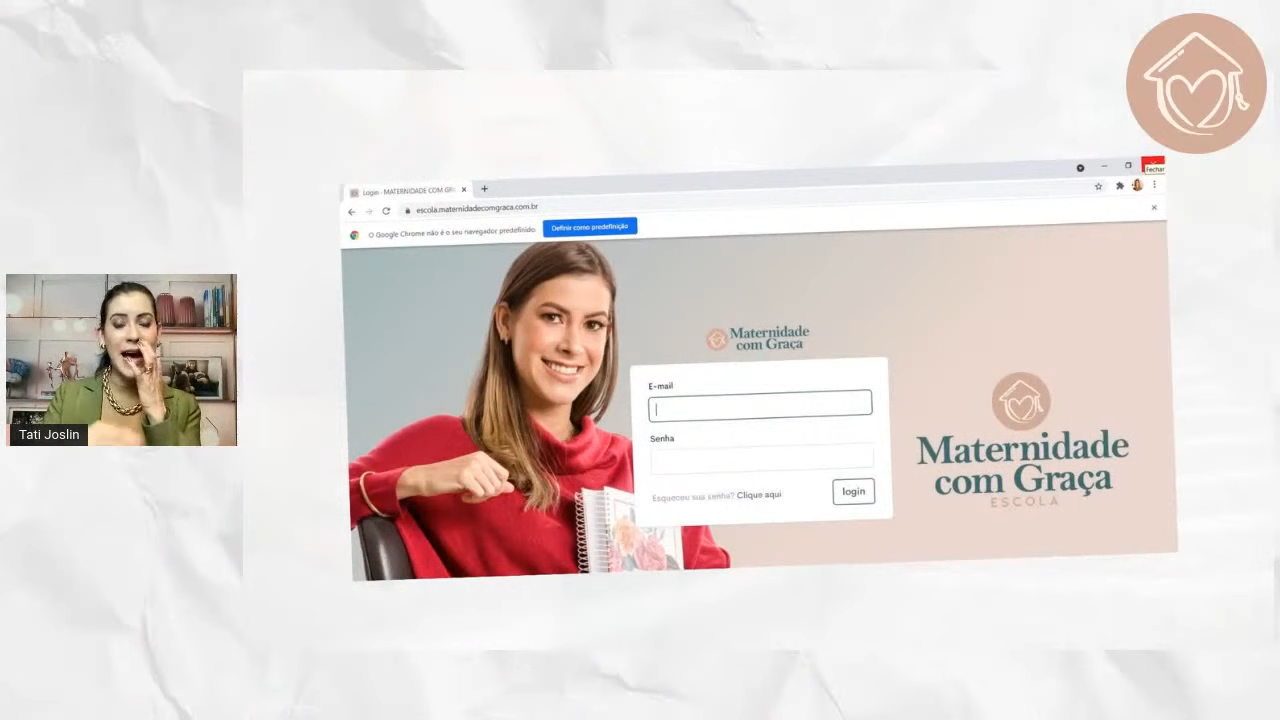 Login - MATERNIDADE COM GR
Fechar
escola.maternidadecomgraca.com.br
O Google Chrome não é o seu navegador predefinido
Definir como predefinição
Maternidade
com Graça
E-mail
Senha
Esqueceu sua senha? Clique aqui
login
Maternidade
com Graça
ESCOLA
Tati Joslin